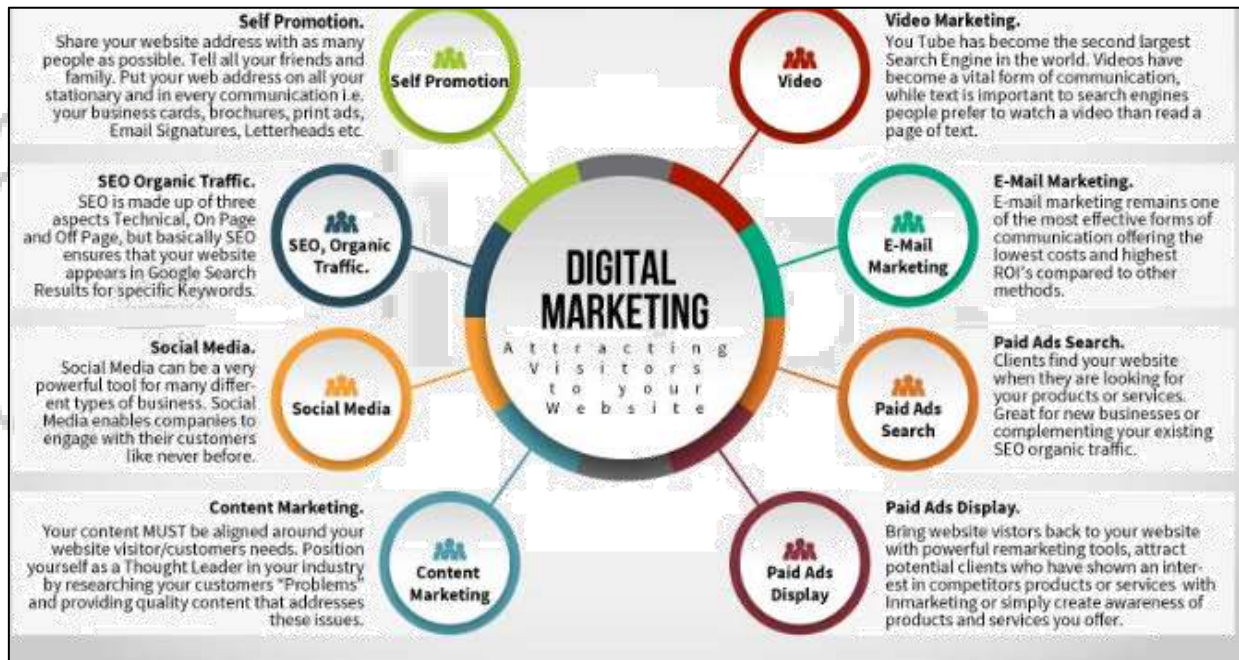 Self Promotion.
Share your website address with as many
people as possible. Tell all your friends and
family. Put your web address on all your
stationary and in every communication i.e.
your business cards, brochures, print ads,
Email Signatures, Letterheads etc.
Self Promotion
SEO Organic Traffic.
SEO is made up of three
aspects Technical, On Page
and Off Page, but basically SEO
ensures that your website
appears in Google Search
Results for specific Keywords.
SEO, Organic
Traffic.
Social Media.
Social Media can be a very
powerful tool for many differ-
ent types of business. Social
Media enables companies to
engage with their customers
like never before.
Social Media
Content Marketing.
Your content MUST be aligned around your
website visitor/customers needs. Position
yourself as a Thought Leader in your industry
by researching your customers "Problems"
and providing quality content that addresses
these issues.
Content
Marketing
DIGITAL
MARKETING
Attracting
Visitors
to your
Website
Video
Video Marketing.
You Tube has become the second largest
Search Engine in the world. Videos have
become a vital form of communication,
while text is important to search engines
people prefer to watch a video than read a
page of text.
E-Mail
Marketing
E-Mail Marketing.
E-mail marketing remains one
of the most effective forms of
communication offering the
lowest costs and highest
ROI's compared to other
methods.
Paid Ads
Search
Paid Ads Search.
Clients find your website
when they are looking for
your products or services.
Great for new businesses or
complementing your existing
SEO organic traffic.
Paid Ads
Display
Paid Ads Display.
Bring website vistors back to your website
with powerful remarketing tools, attract
potential clients who have shown an inter-
est in competitors products or services with
Inmarketing or simply create awareness of
products and services you offer.